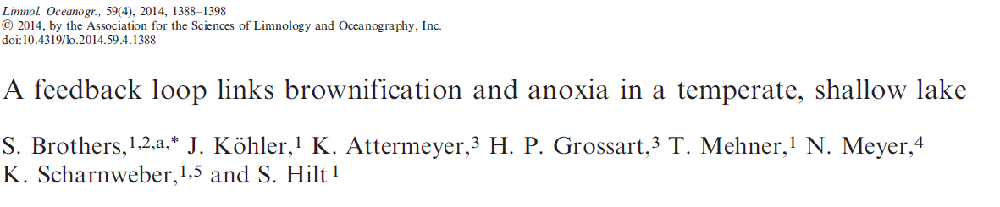 Limnol. Oceanogr., 59(4), 2014, 1388–1398
© 2014, by the Association for the Sciences of Limnology and Oceanography, Inc.
doi:10.4319/lo.2014.59.4.1388
A feedback loop links brownification and anoxia in a temperate, shallow lake
S. Brothers,1,2,a,* J. Köhler,1 K. Attermeyer,3 H. P. Grossart,3 T. Mehner,1 N. Meyer,4
K. Scharnweber,1,5 and S. Hilt 1